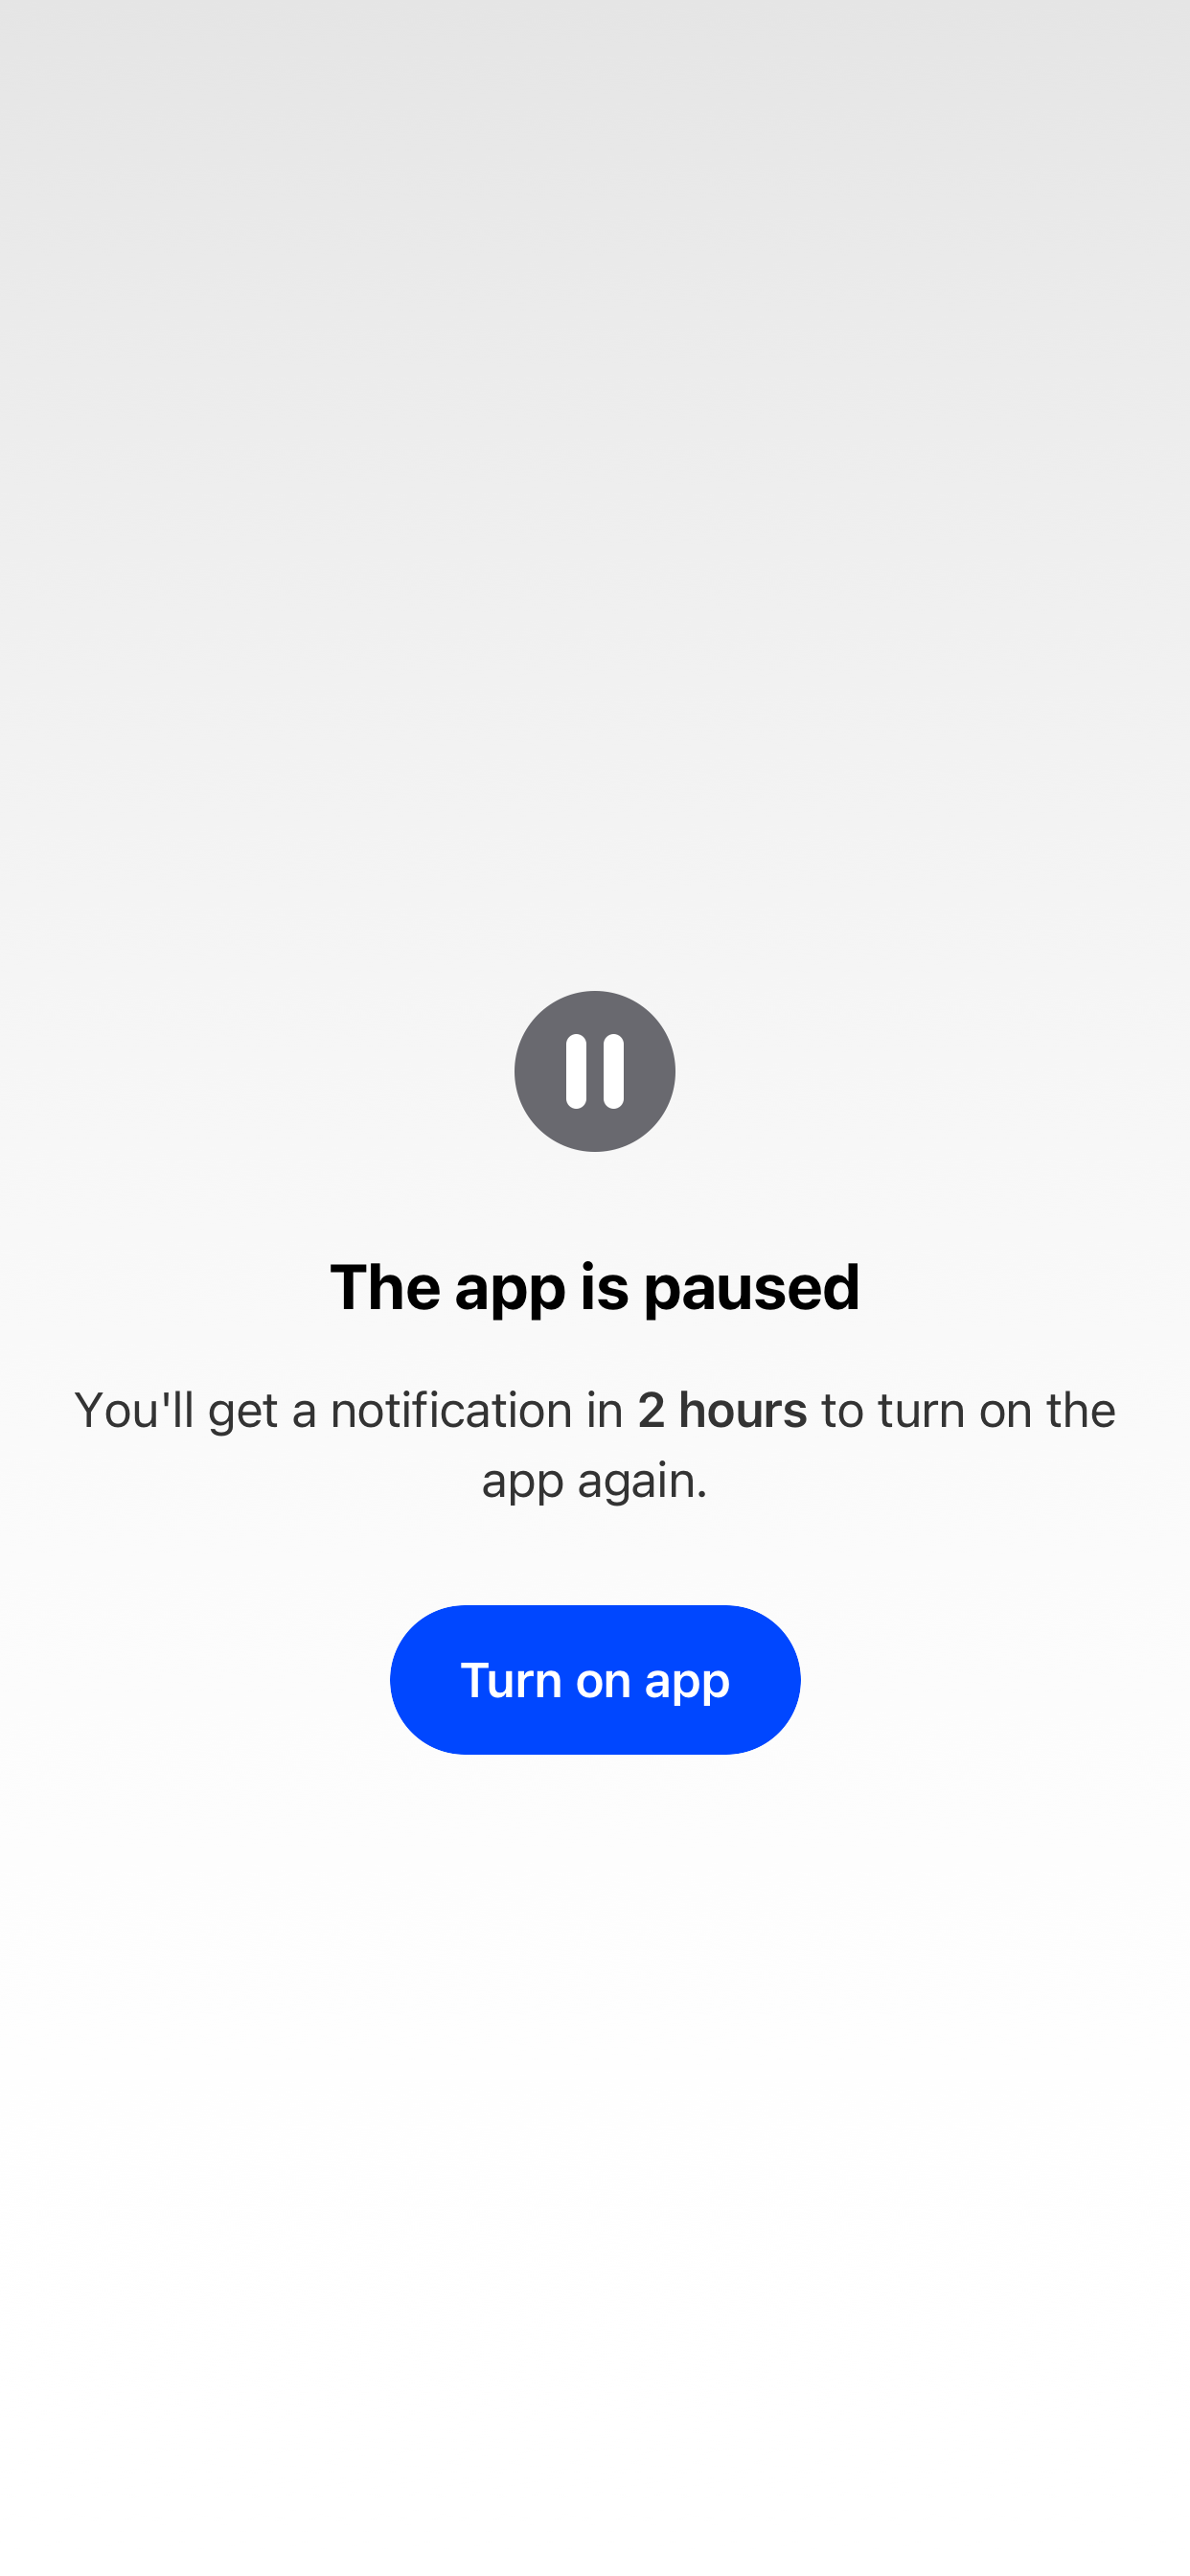 The app is paused
You'll get a notification in 2 hours to turn on the
app again.
Turn on app